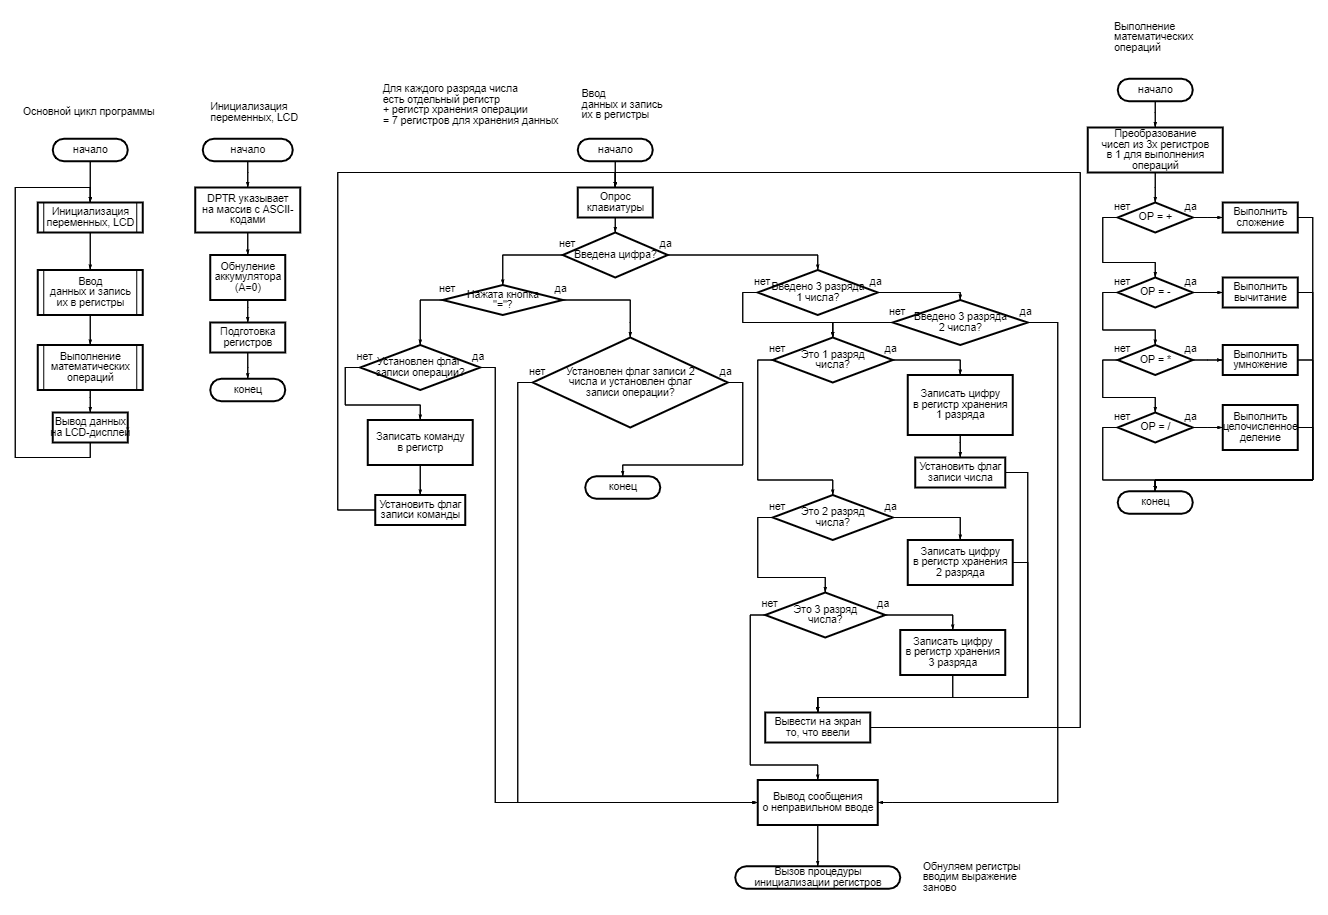 Основной цикл программы
начало
Инициализация
переменных, LCD
Ввод
данных и запись
их в регистры
Выполнение
математических
операций
Вывод данных
на LCD-дисплей
Инициализация
переменных, LCD
начало
DPTR указывает
на массив с ASCII-
кодами
Обнуление
аккумулятора
(A=0)
Подготовка
регистров
конец
Для каждого разряда числа
есть отдельный регистр
+ регистр хранения операции
= 7 регистров для хранения данных
Ввод
данных и запись
их в регистры
начало
Опрос
клавиатуры
нет
да
Введена цифра?
нет
да
Нажата кнопка
"="?
нет
да
Установлен флаг
записи операции?
Записать команду
в регистр
Установить флаг
записи команды
нет
да
Установлен флаг записи 2
числа и установлен флаг
записи операции?
конец
нет
да
Введено 3 разряда
1 числа?
нет
да
Введено 3 разряда
2 числа?
нет
да
Это 1 разряд
числа?
Записать цифру
в регистр хранения
1 разряда
Установить флаг
записи числа
нет
да
Это 2 разряд
числа?
Записать цифру
в регистр хранения
2 разряда
нет
да
Это 3 разряд
числа?
Записать цифру
в регистр хранения
3 разряда
Вывести на экран
то, что ввели
Вывод сообщения
о неправильном вводе
Вызов процедуры
инициализации регистров
Обнуляем регистры
вводим выражение
заново
Выполнение
математических
операций
начало
Преобразование
чисел из 3х регистров
в 1 для выполнения
операций
нет
да
OP = +
Выполнить
сложение
нет
да
OP = -
Выполнить
вычитание
нет
да
OP = *
Выполнить
умножение
нет
да
OP = /
Выполнить
целочисленное
деление
конец